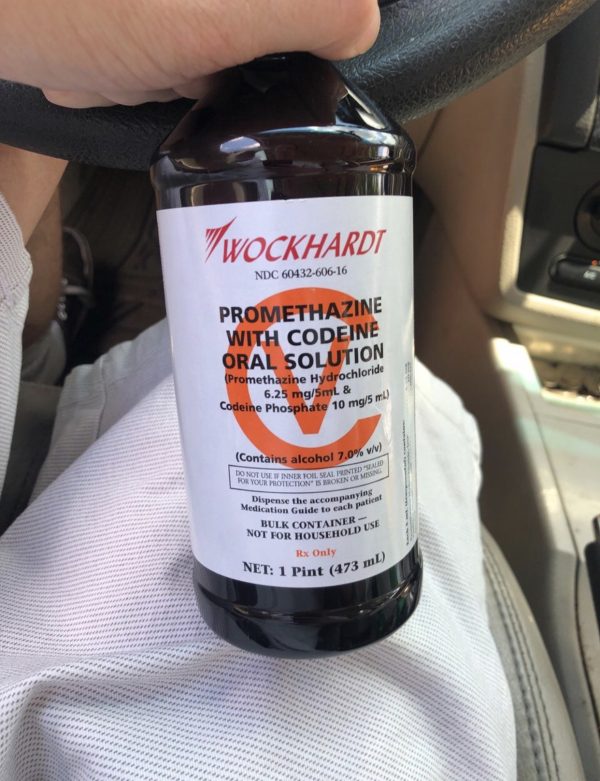 WOCKHARDT
NDC 60432-606-16
PROMETHAZINE
WITH CODEINE
ORAL SOLUTION
(Promethazine Hydrochloride
6.25 mg/5mL &
Codeine Phosphate 10 mg/5 mL)
CV
(Contains alcohol 7.0% v/v)
DO NOT USE IF INNER FOIL SEAL PRINTED "SEALED
FOR YOUR PROTECTION" IS BROKEN OR MISSING.
Dispense the accompanying
Medication Guide to each patient
BULK CONTAINER —
NOT FOR HOUSEHOLD USE
Rx Only
NET: 1 Pint (473 mL)